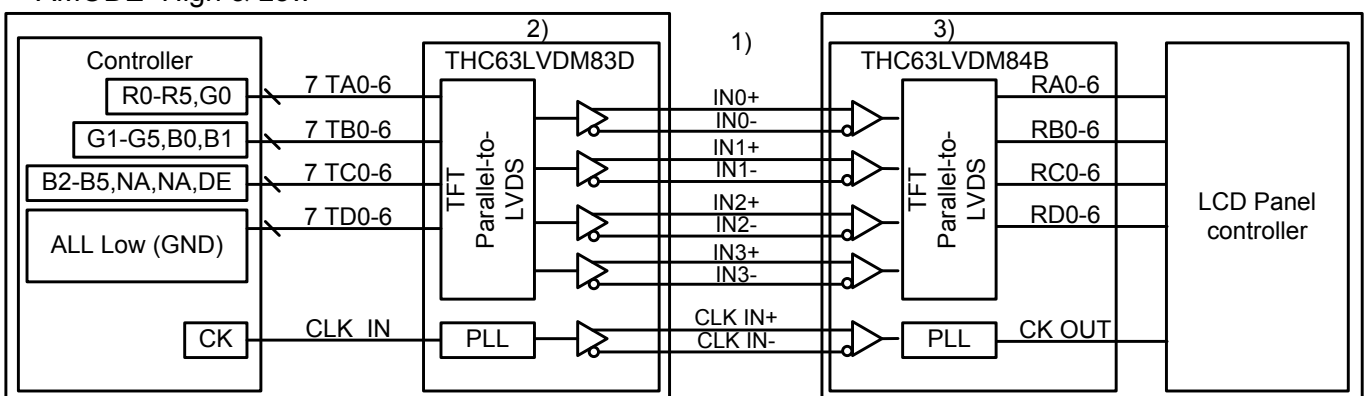 2)
1)
3)
Controller
THC63LVDM83D
THC63LVDM84B
R0-R5,G0
7 TA0-6
IN0+
IN0-
RA0-6
G1-G5,B0,B1
7 TB0-6
IN1+
IN1-
RB0-6
B2-B5,NA,NA,DE
7 TC0-6
IN2+
IN2-
RC0-6
ALL Low (GND)
7 TD0-6
IN3+
IN3-
RD0-6
TFT
Parallel-to-
LVDS
TFT
Parallel-to-
LVDS
LCD Panel
controller
CK
CLK IN
PLL
CLK IN+
CLK IN-
PLL
CK OUT